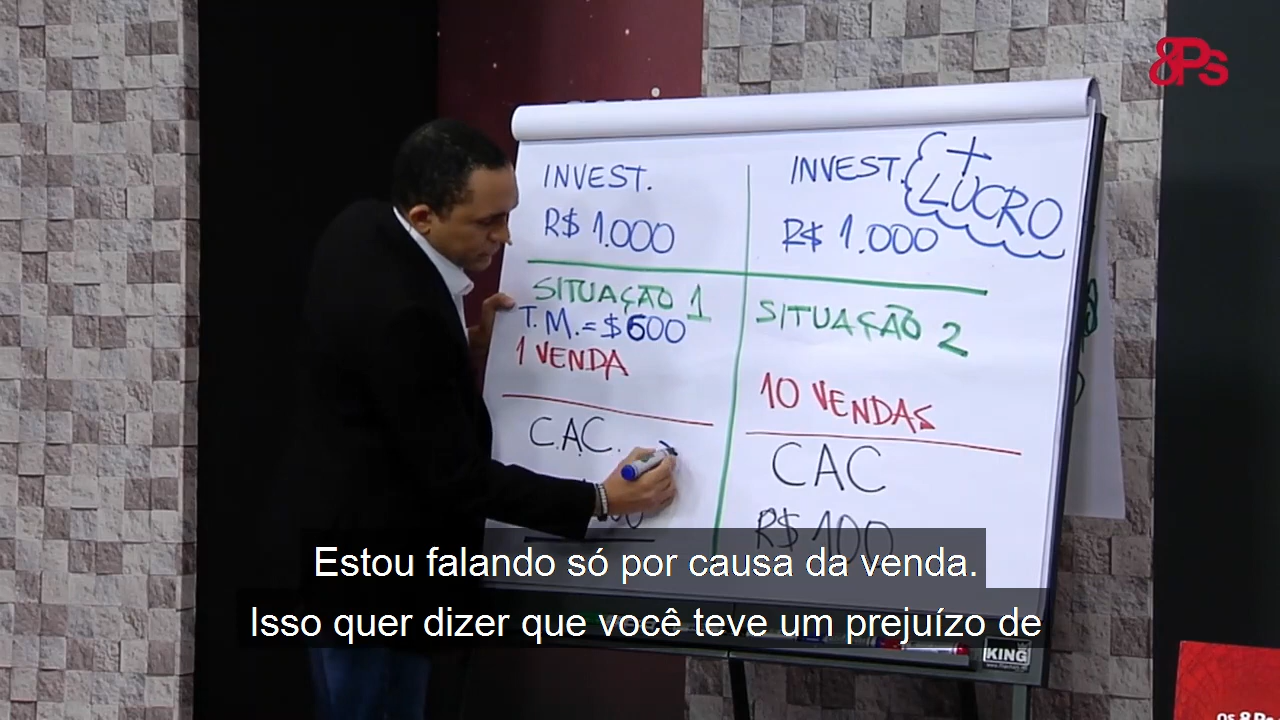 8Ps
INVEST.
R$ 1.000
SITUAÇÃO 1
T. M. = $ 600
1 VENDA
C.A.C.
INVEST.
+
LUCRO
R$ 1.000
SITUAÇÃO 2
10 VENDAS
CAC
R$ 100
Estou falando só por causa da venda.
Isso quer dizer que você teve um prejuízo de
KING